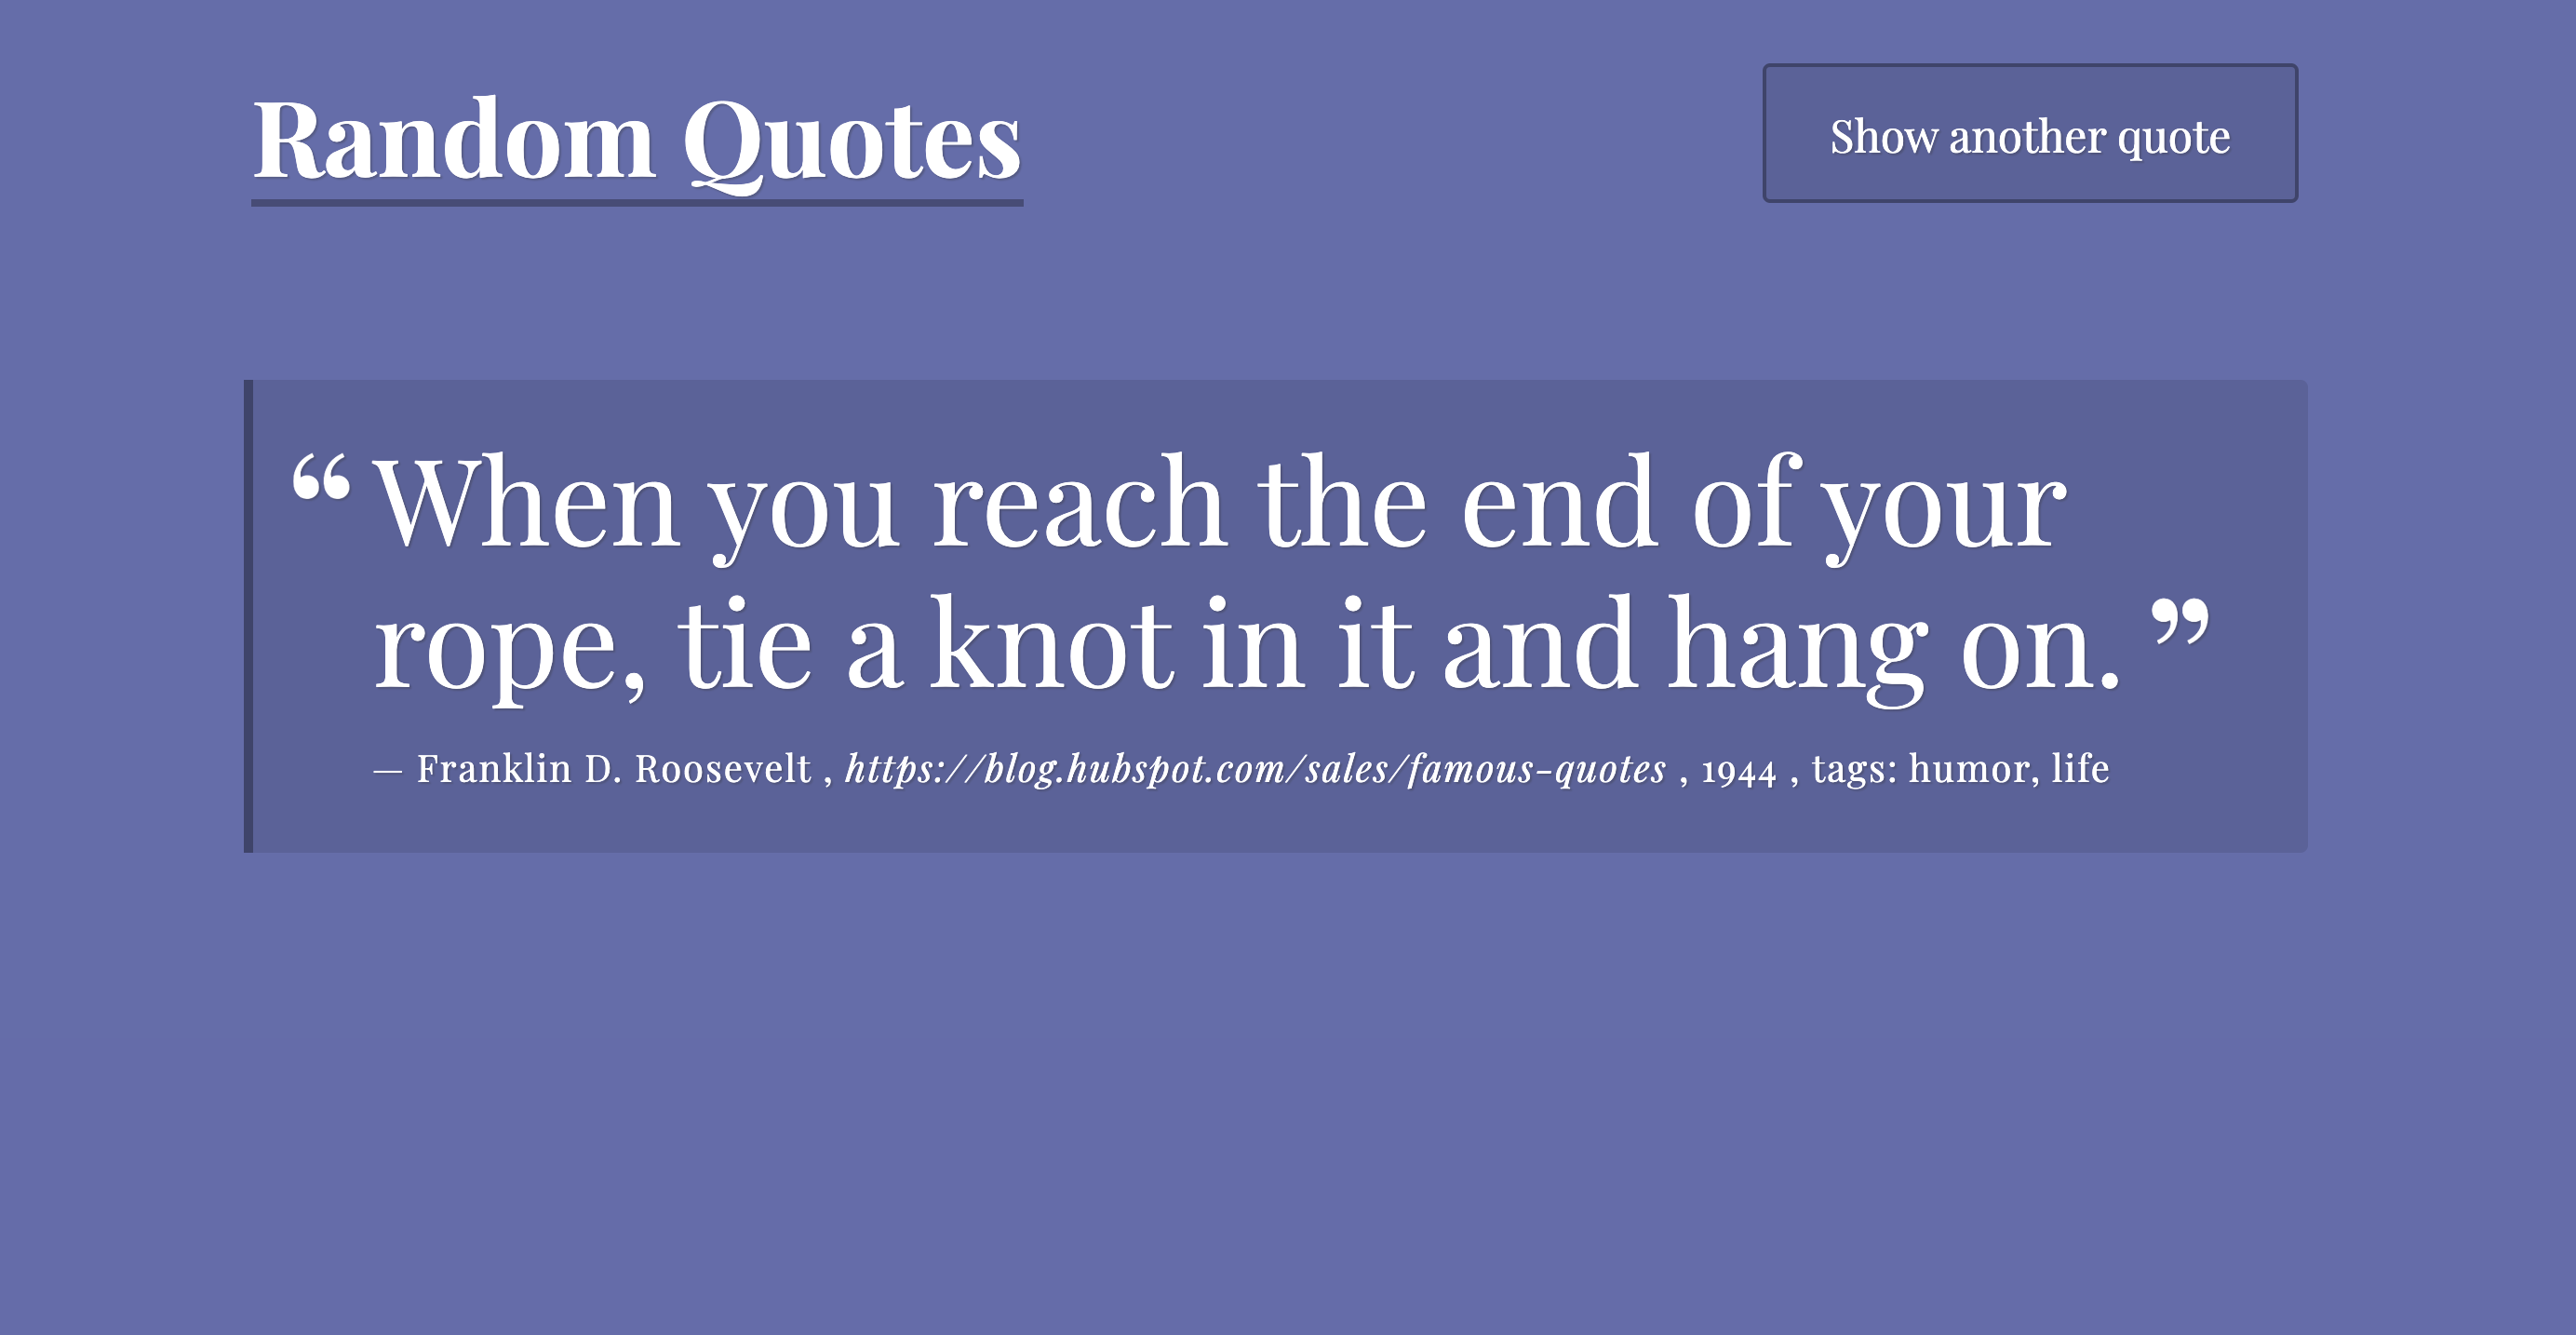 Random Quotes
Show another quote
“ When you reach the end of your
rope, tie a knot in it and hang on. ”
— Franklin D. Roosevelt , https://blog.hubspot.com/sales/famous-quotes , 1944 , tags: humor, life